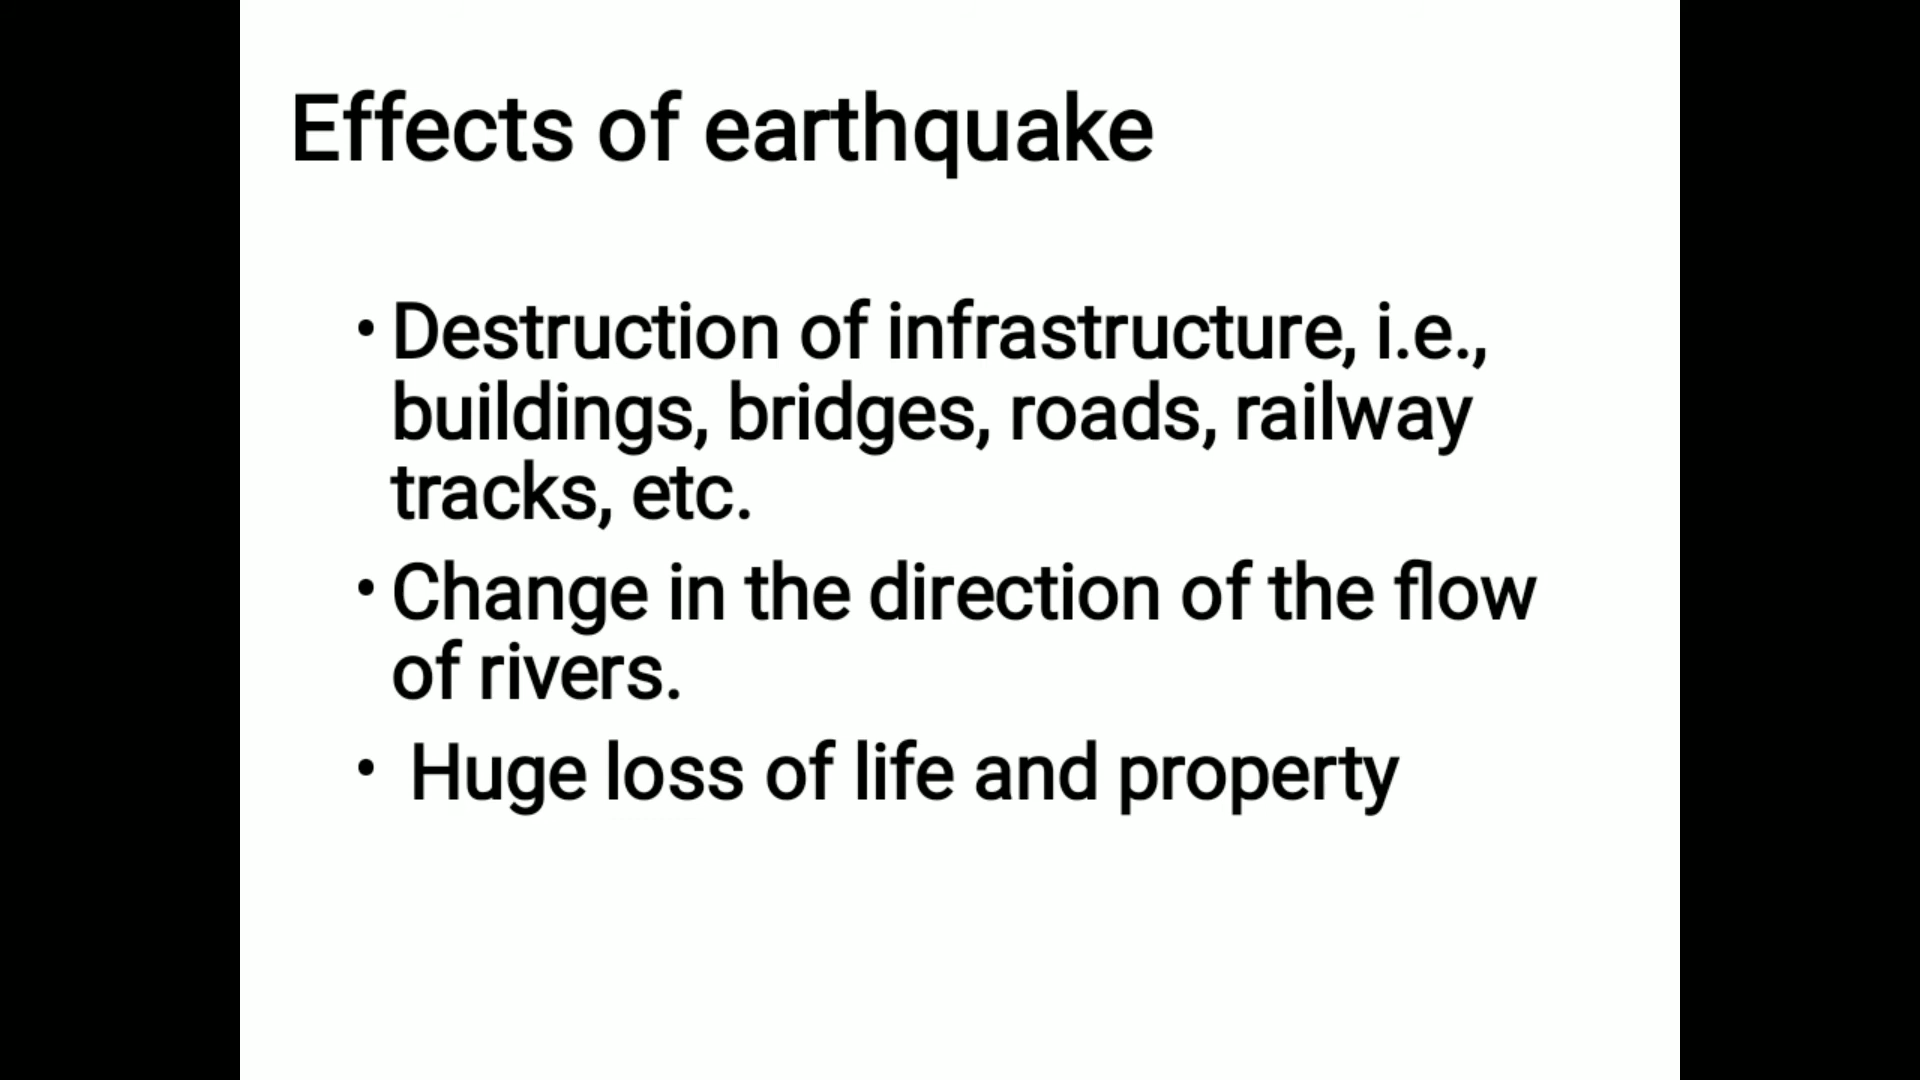 Effects of earthquake
• Destruction of infrastructure, i.e.,
buildings, bridges, roads, railway
tracks, etc.
• Change in the direction of the flow
of rivers.
• Huge loss of life and property